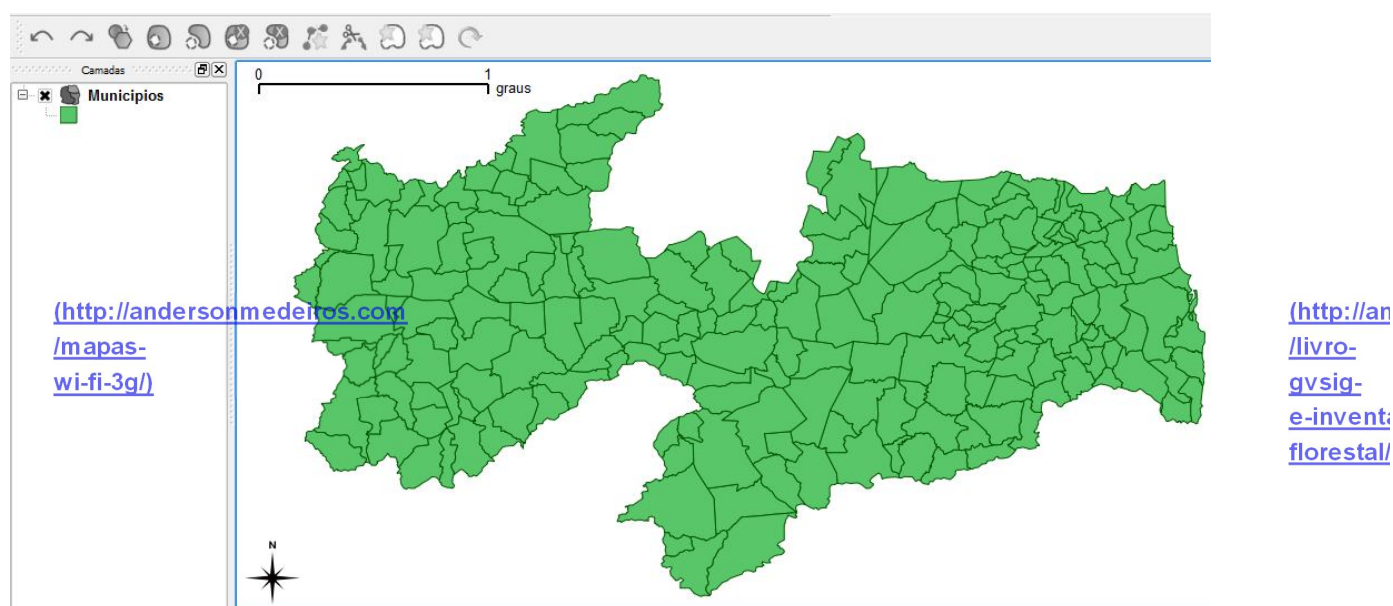 Camadas
Municipios
0 1
graus
(http://andersonmedeiros.com
/mapas-
wi-fi-3g/)
(http://an
/livro-
gvsig-
e-inventa
florestal/
N